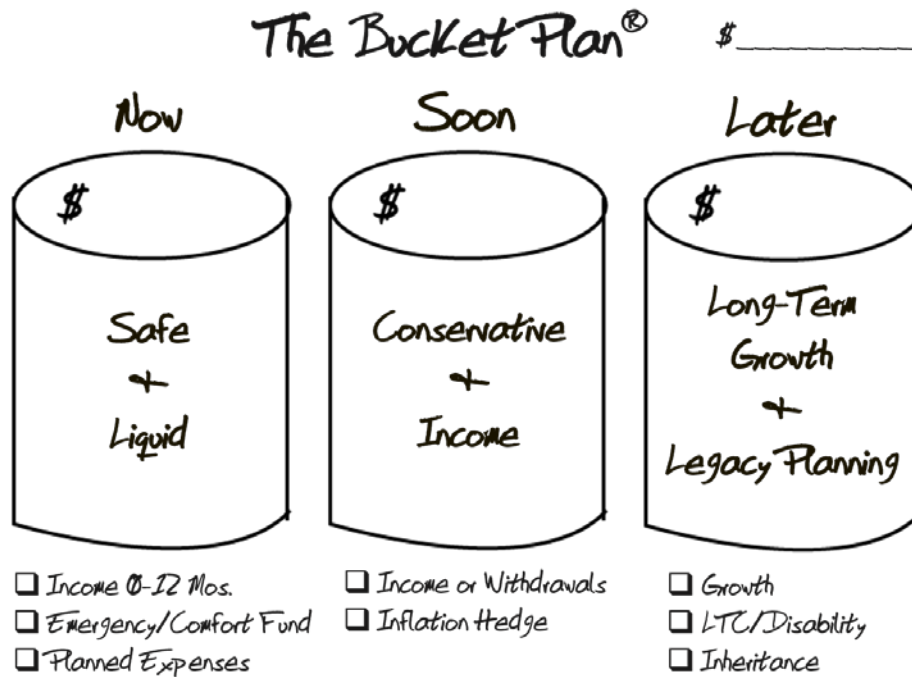 The Bucket Plan® $____________
Now
Soon
Later
$
$
$
Safe
&
Liquid
Conservative
&
Income
Long-Term
Growth
&
Legacy Planning
Income 0-12 Mos.
Emergency/Comfort Fund
Planned Expenses
Income or Withdrawals
Inflation Hedge
Growth
LTC/Disability
Inheritance